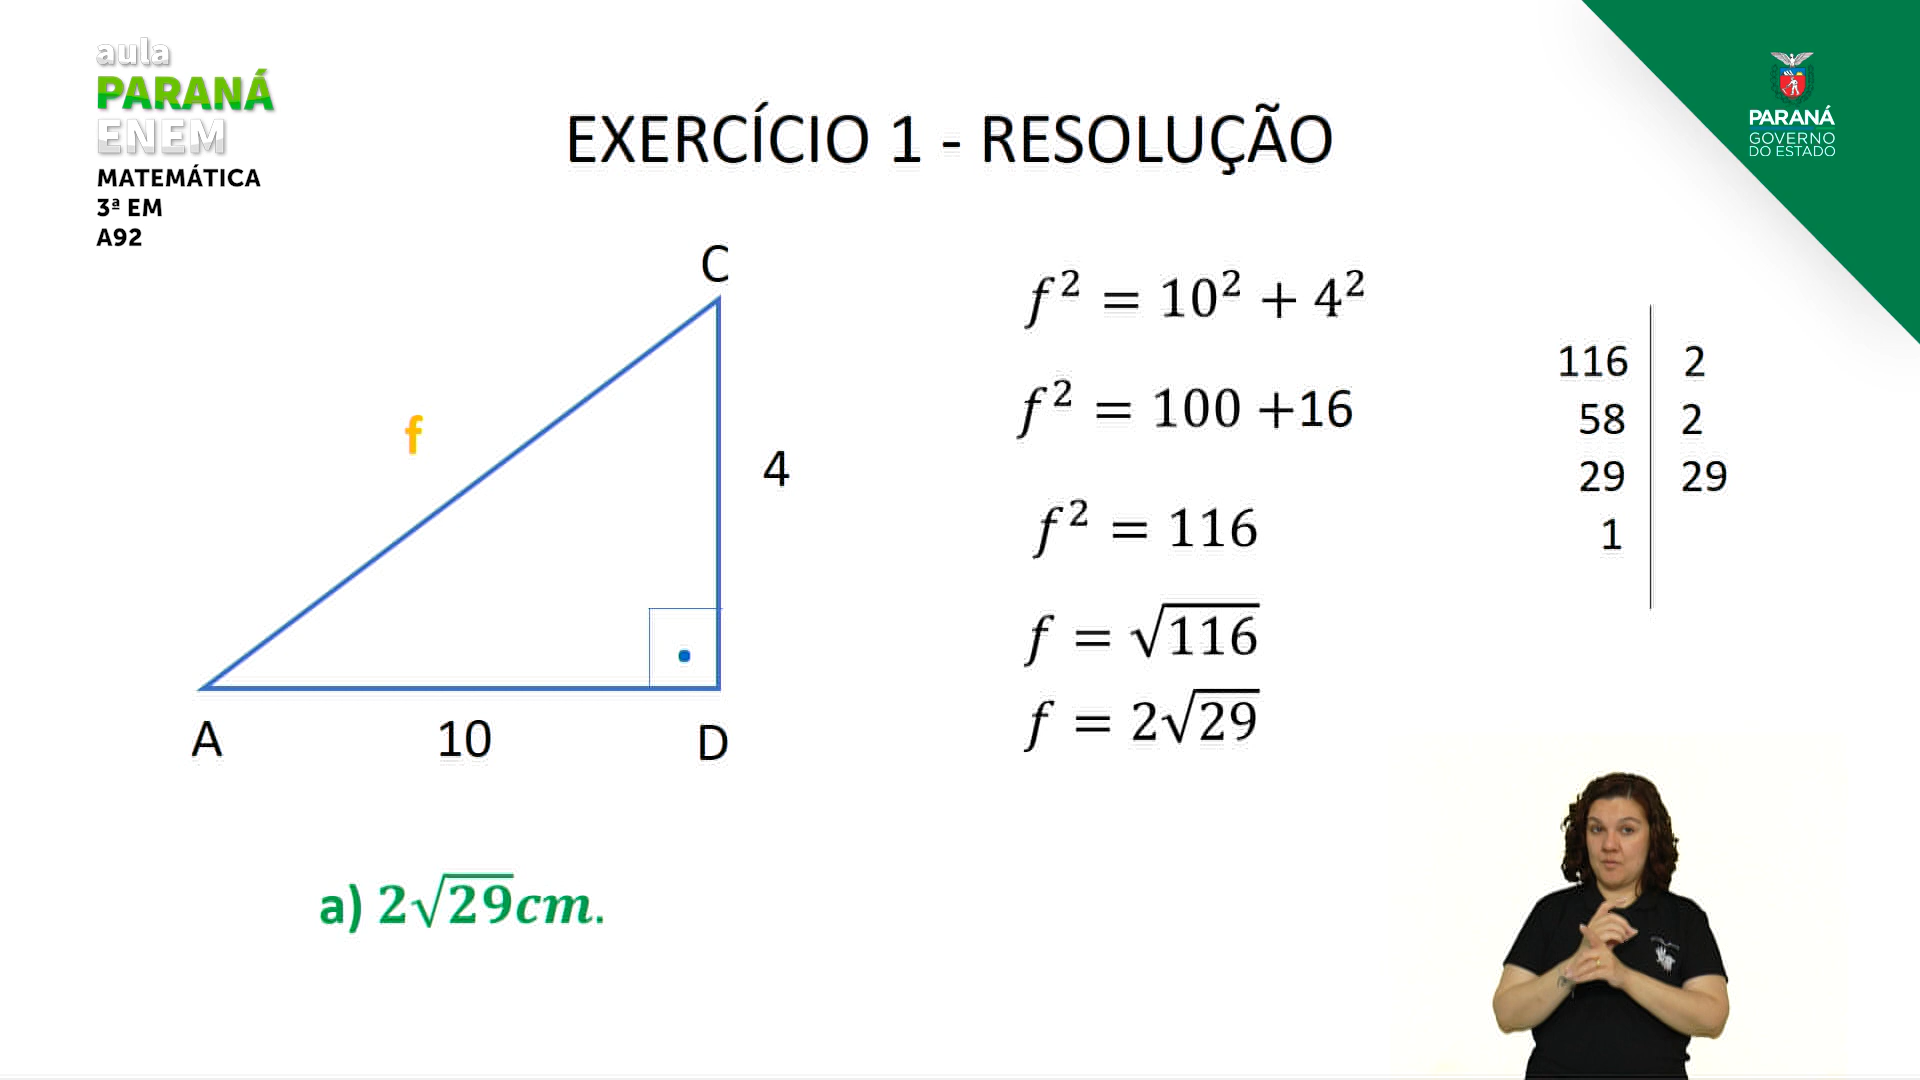 aula
PARANÁ
ENEM
MATEMÁTICA
3ª EM
A92
PARANÁ
GOVERNO
DO ESTADO
EXERCÍCIO 1 - RESOLUÇÃO
C
f
4
A
10
D
f² = 10² + 4²
f² = 100 +16
f² = 116
f = √116
f = 2√29
116 | 2
58 | 2
29 | 29
1
a) 2√29cm.